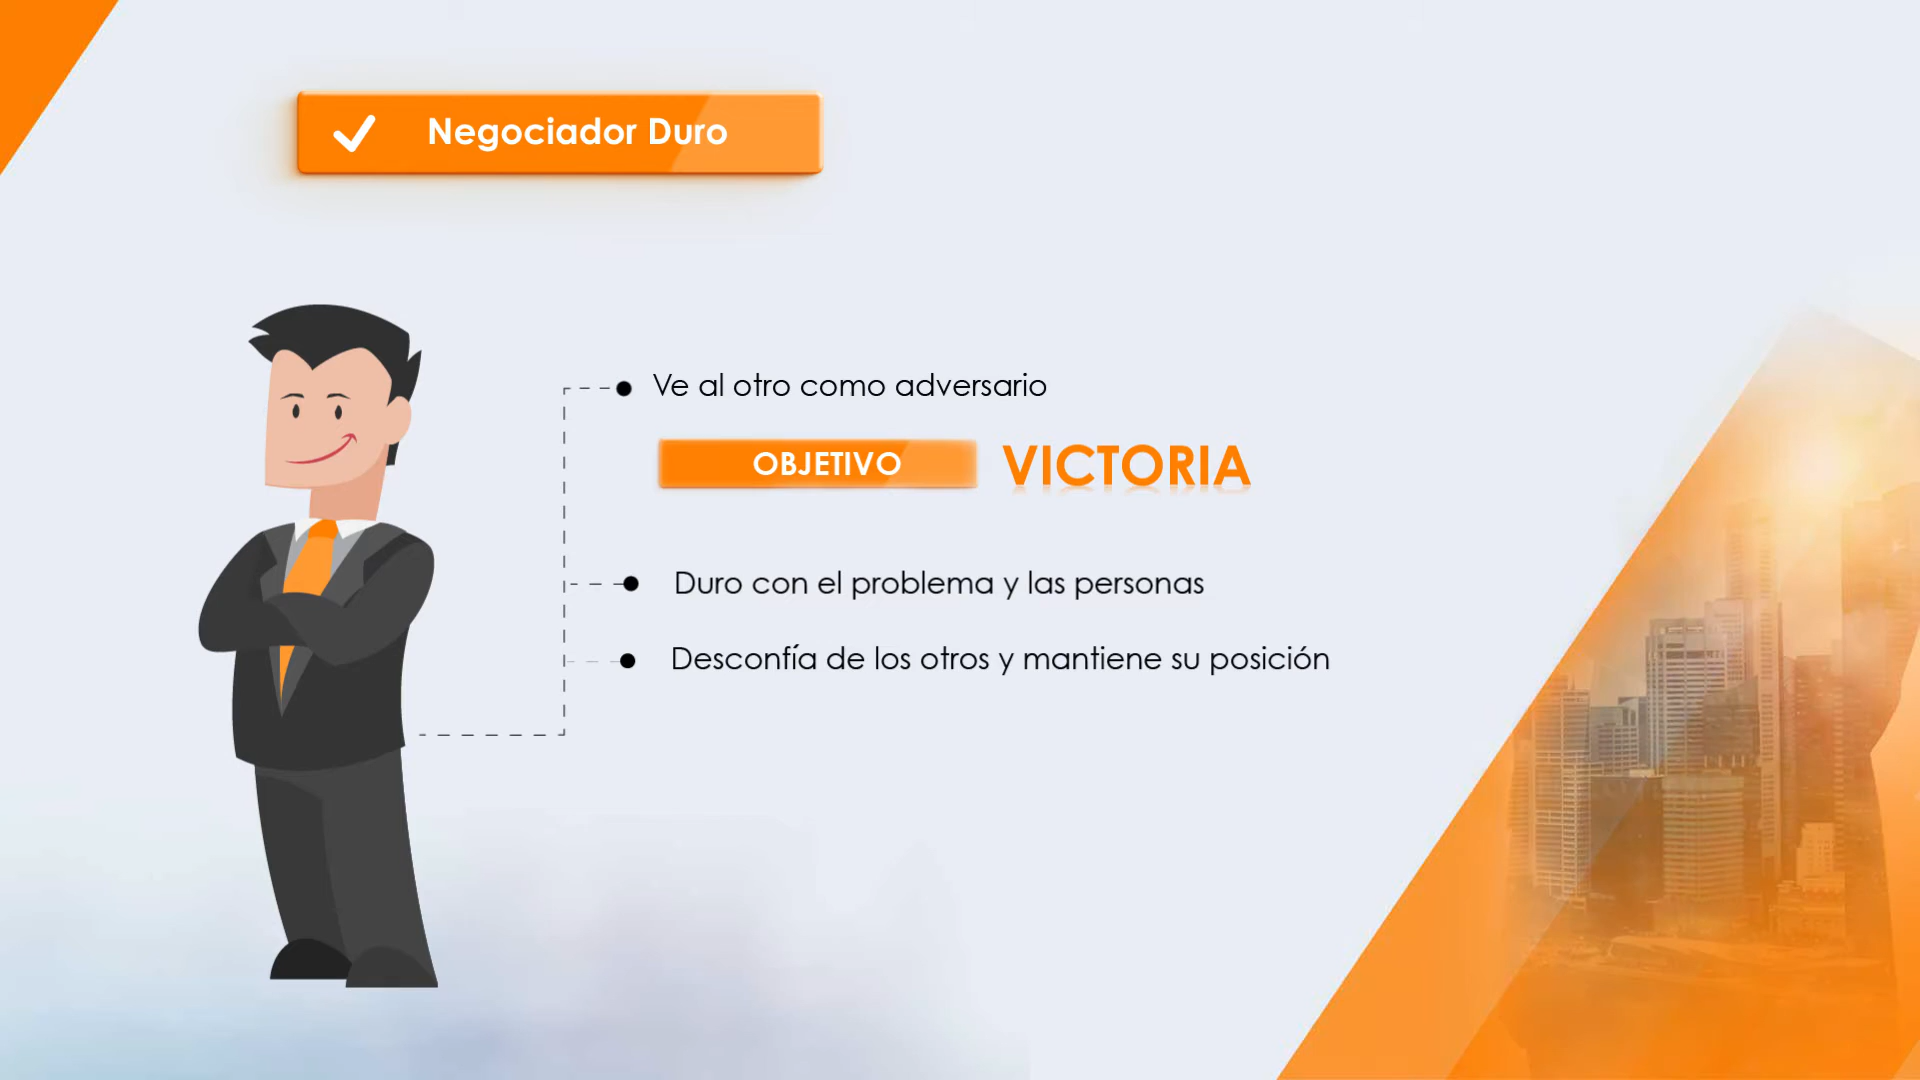 Negociador Duro
Ve al otro como adversario
OBJETIVO VICTORIA
Duro con el problema y las personas
Desconfía de los otros y mantiene su posición